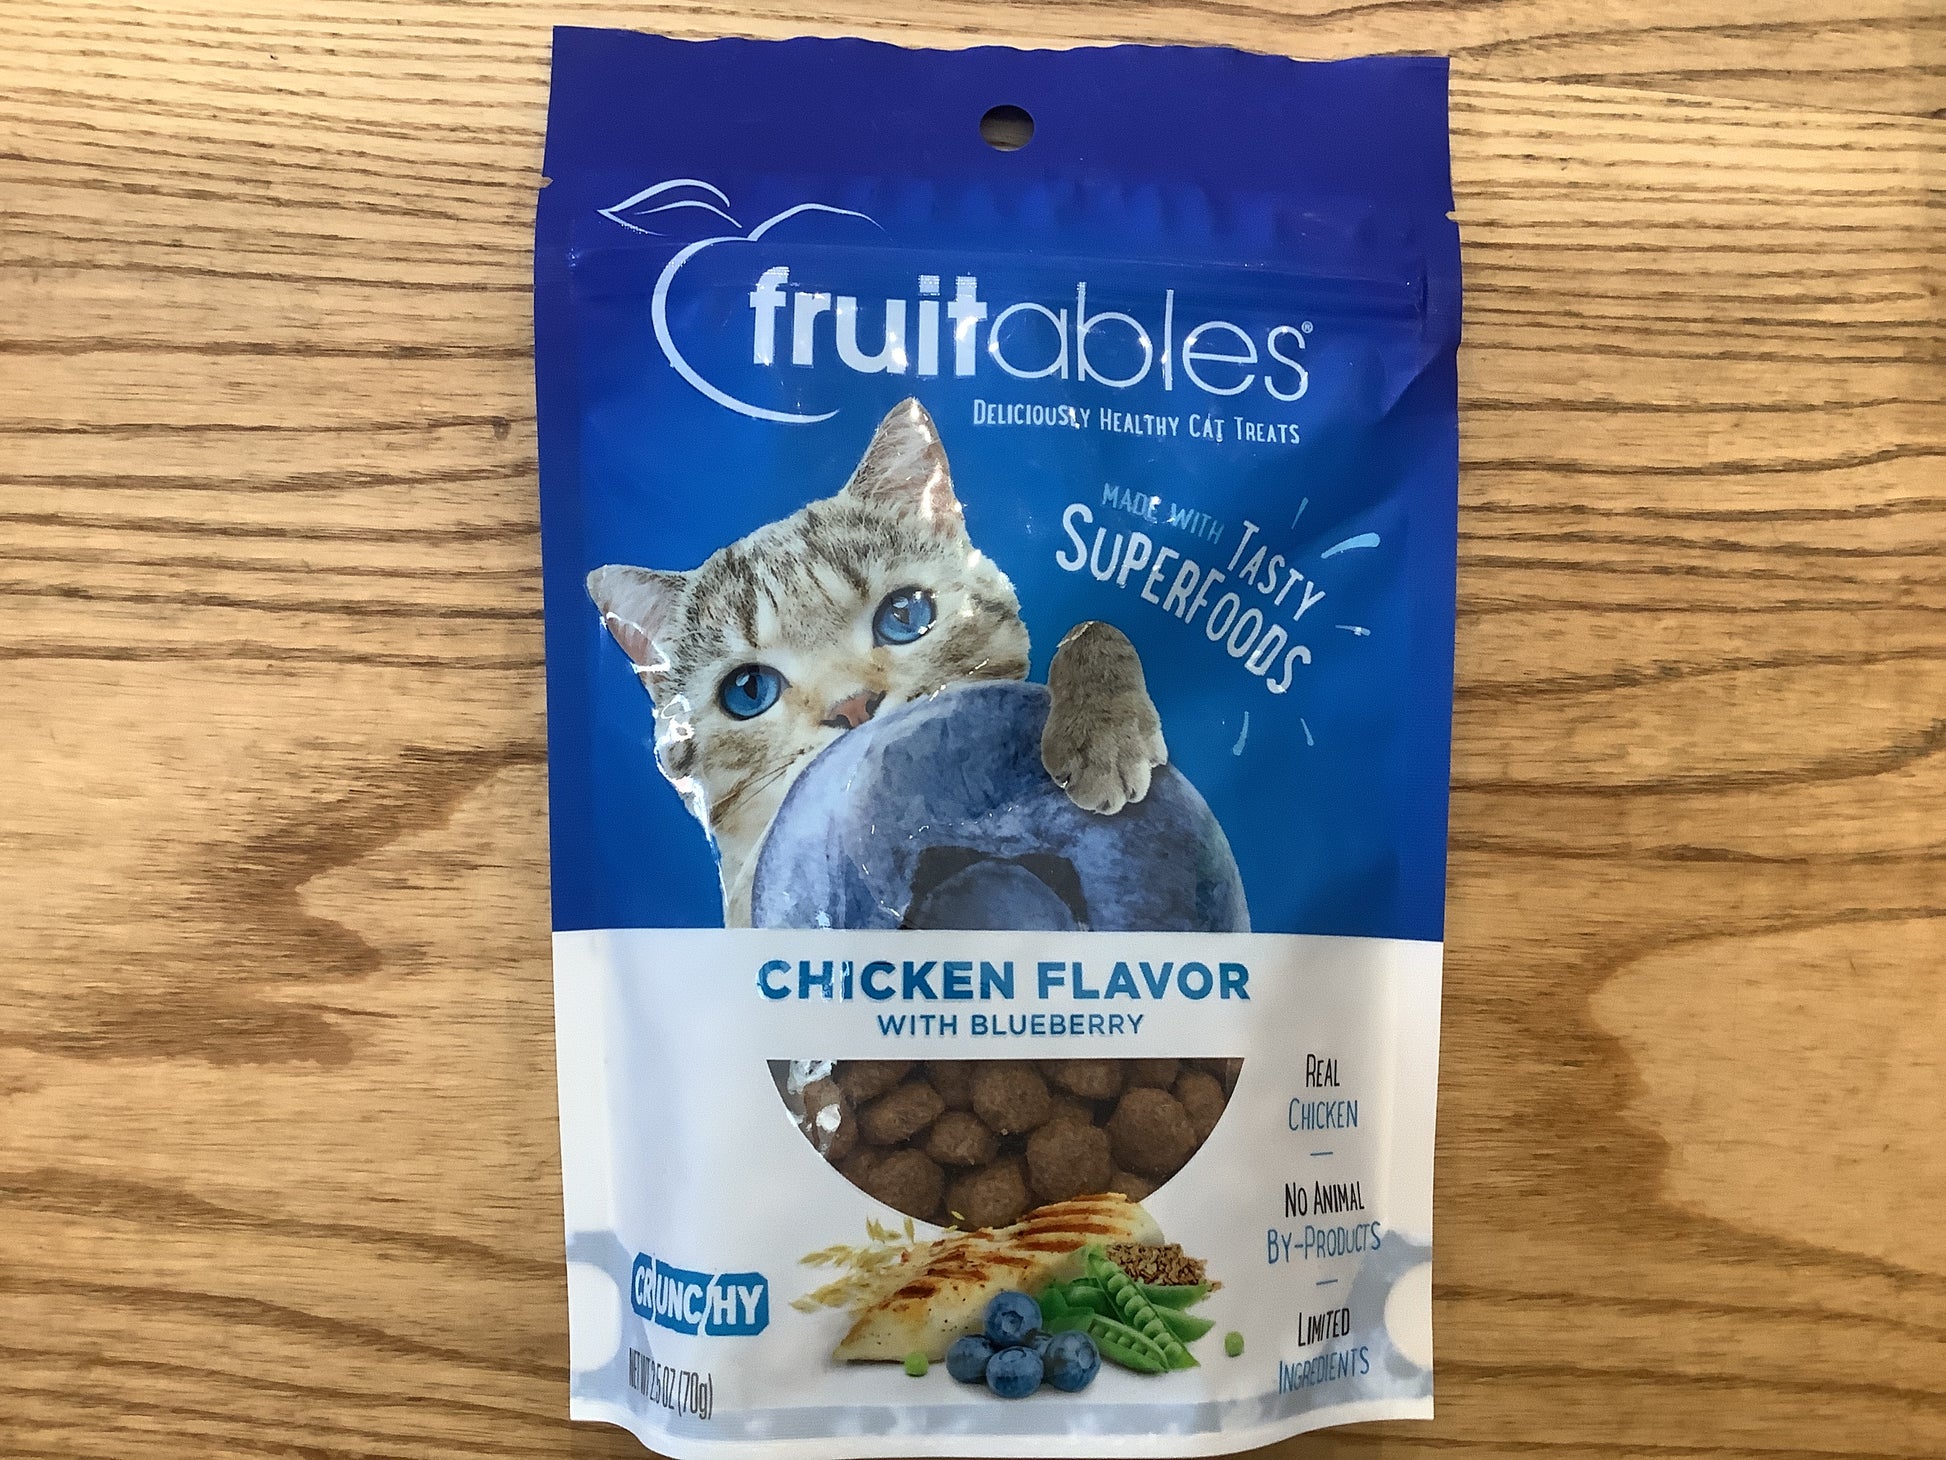 fruitables®
DELICIOUSLY HEALTHY CAT TREATS
MADE WITH TASTY
SUPERFOODS
CHICKEN FLAVOR
WITH BLUEBERRY
REAL
CHICKEN
NO ANIMAL
BY-PRODUCTS
LIMITED
INGREDIENTS
CRUNCHY
NET WT 2.5 OZ (70g)